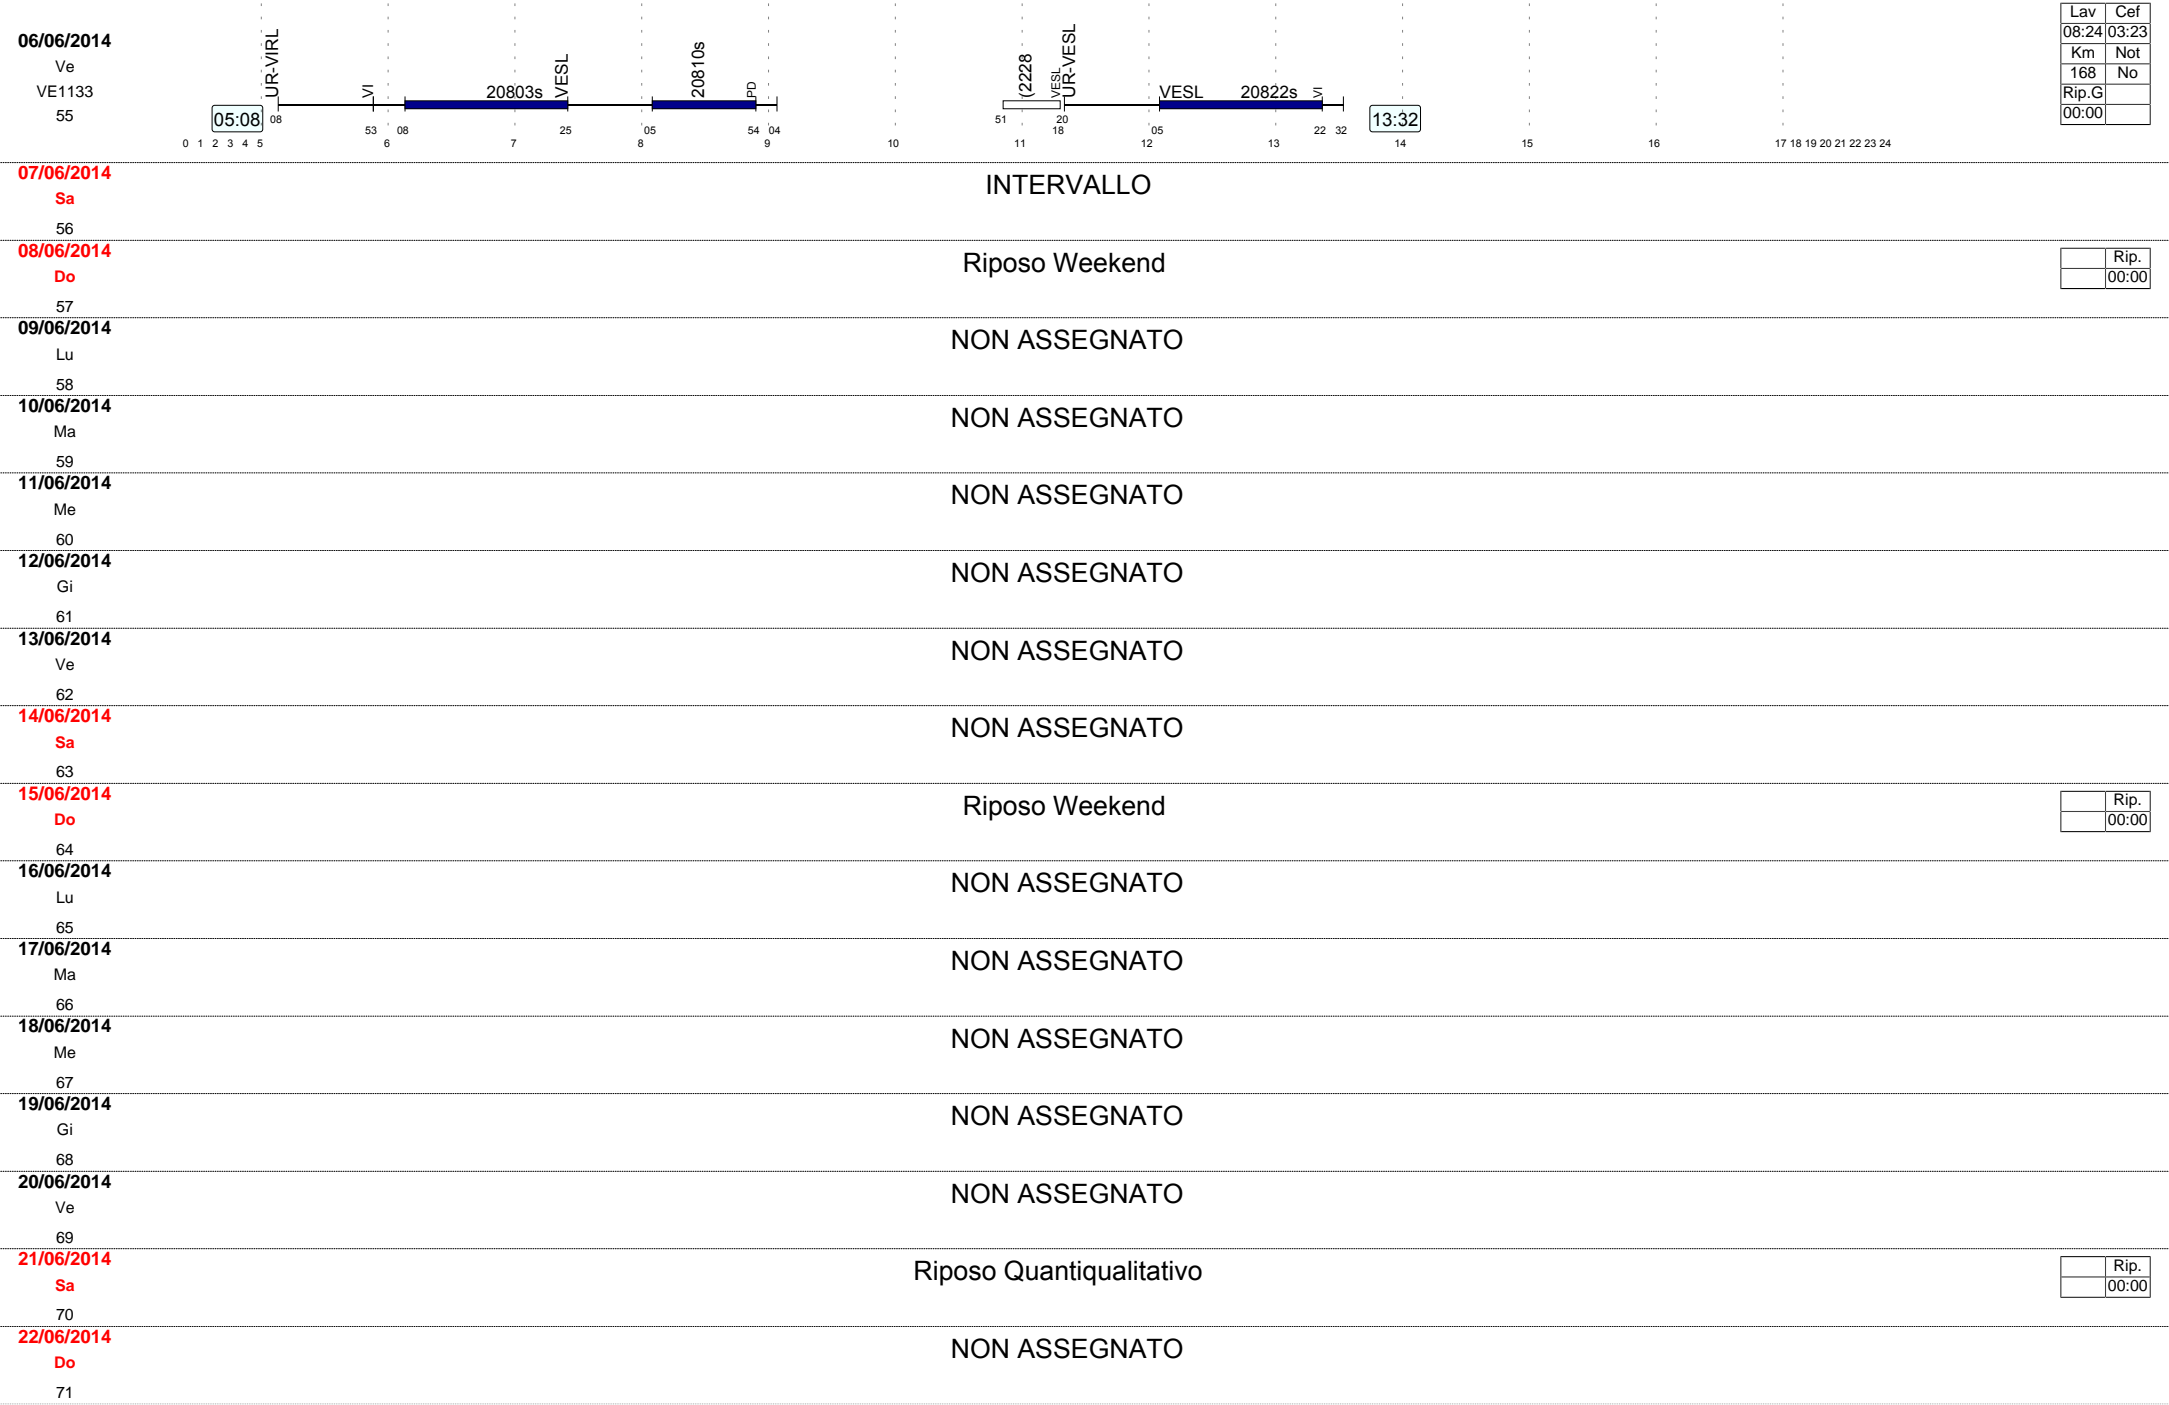 06/06/2014
Ve
VE1133
55
05:08
UR-VIRL
VI
20803s
VESL
20810s
PD
(2228
VESL
UR-VESL
VESL
20822s
VI
13:32
08
53
08
25
05
54
04
51
20
18
05
22
32
0 1 2 3 4 5 6 7 8 9 10 11 12 13 14 15 16 17 18 19 20 21 22 23 24
Lav Cef
08:24 03:23
Km Not
168 No
Rip.G
00:00
07/06/2014
Sa
56
INTERVALLO
08/06/2014
Do
57
Riposo Weekend
Rip.
00:00
09/06/2014
Lu
58
NON ASSEGNATO
10/06/2014
Ma
59
NON ASSEGNATO
11/06/2014
Me
60
NON ASSEGNATO
12/06/2014
Gi
61
NON ASSEGNATO
13/06/2014
Ve
62
NON ASSEGNATO
14/06/2014
Sa
63
NON ASSEGNATO
15/06/2014
Do
64
Riposo Weekend
Rip.
00:00
16/06/2014
Lu
65
NON ASSEGNATO
17/06/2014
Ma
66
NON ASSEGNATO
18/06/2014
Me
67
NON ASSEGNATO
19/06/2014
Gi
68
NON ASSEGNATO
20/06/2014
Ve
69
NON ASSEGNATO
21/06/2014
Sa
70
Riposo Quantiqualitativo
Rip.
00:00
22/06/2014
Do
71
NON ASSEGNATO